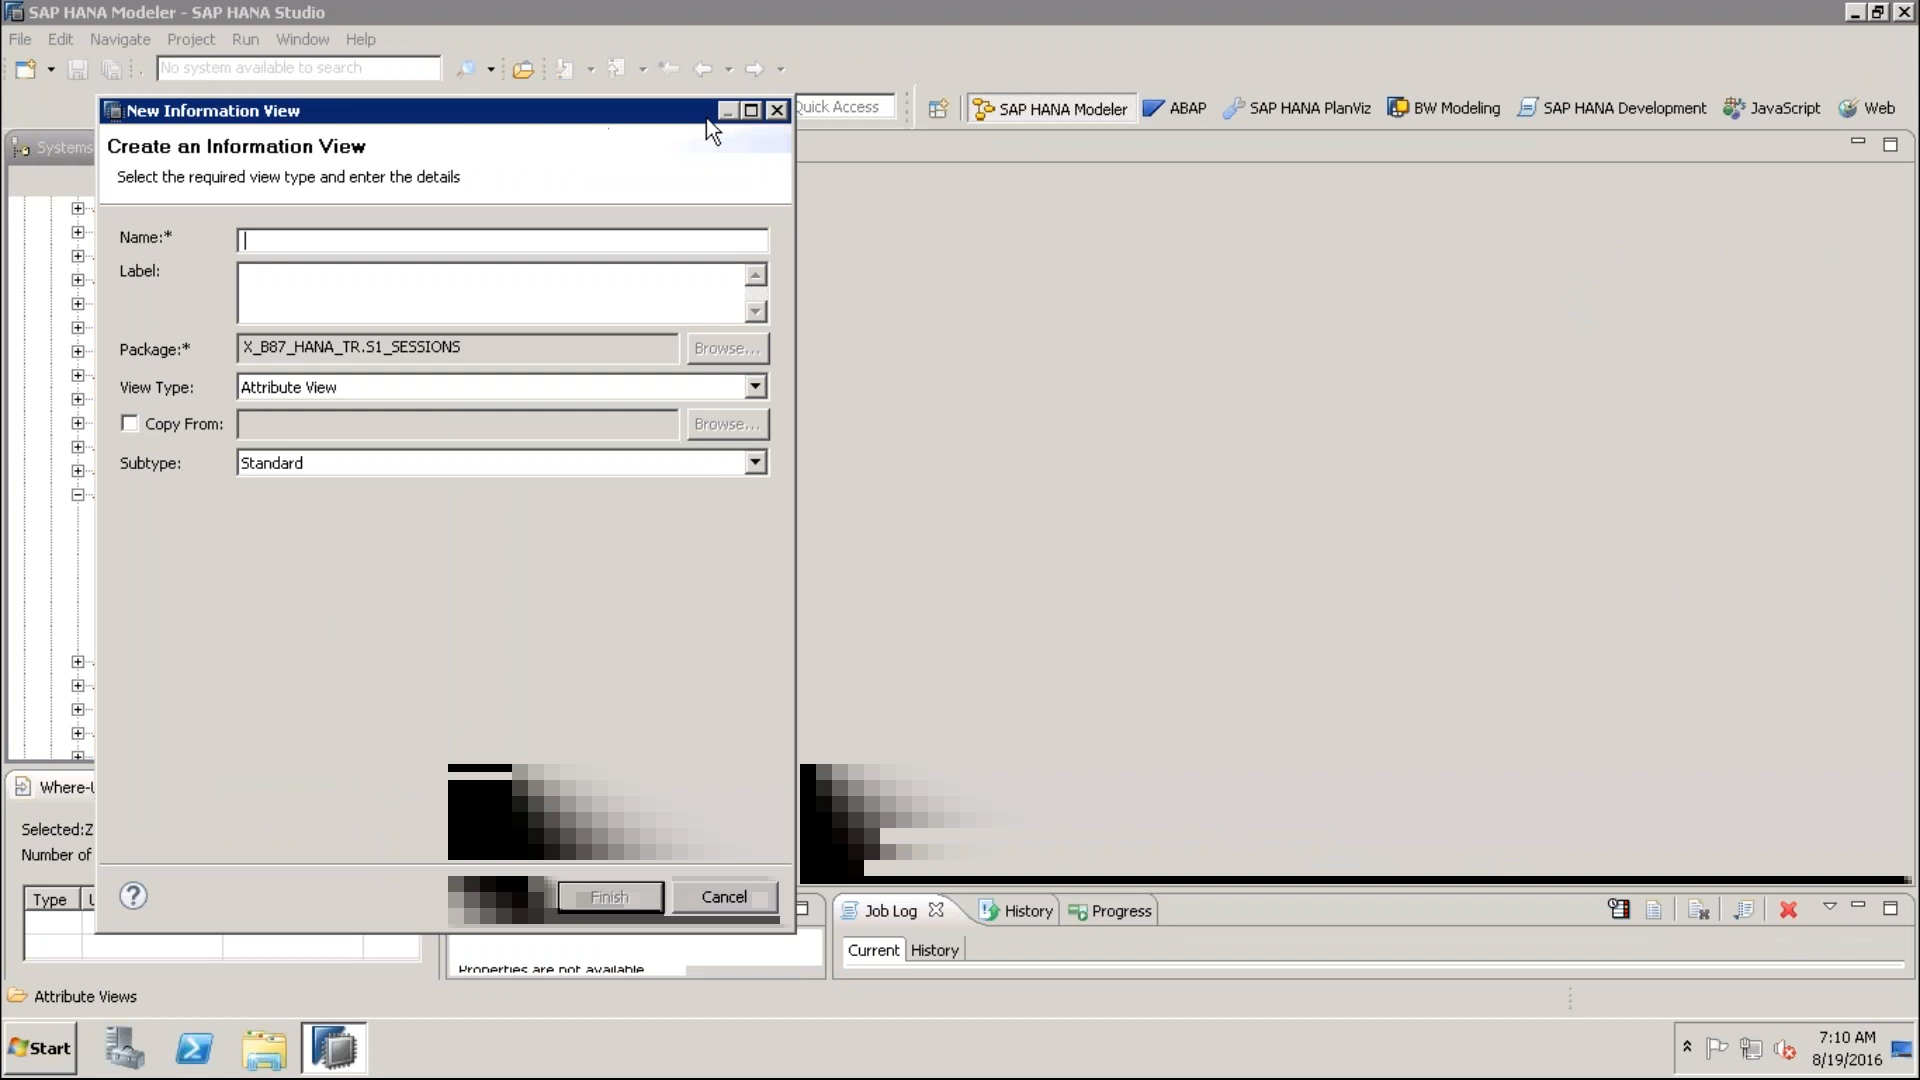 SAP HANA Modeler - SAP HANA Studio
File Edit Navigate Project Run Window Help
No system available to search
Quick Access
SAP HANA Modeler
ABAP
SAP HANA PlanViz
BW Modeling
SAP HANA Development
JavaScript
Web
Systems
New Information View
Create an Information View
Select the required view type and enter the details
Name:*
Label:
Package:* X_B87_HANA_TR.S1_SESSIONS Browse...
View Type: Attribute View
Copy From: Browse...
Subtype: Standard
Finish Cancel
Selected:Z
Number of
Type
Job Log
History
Progress
Current History
Properties are not available
Attribute Views
Start
7:10 AM
8/19/2016